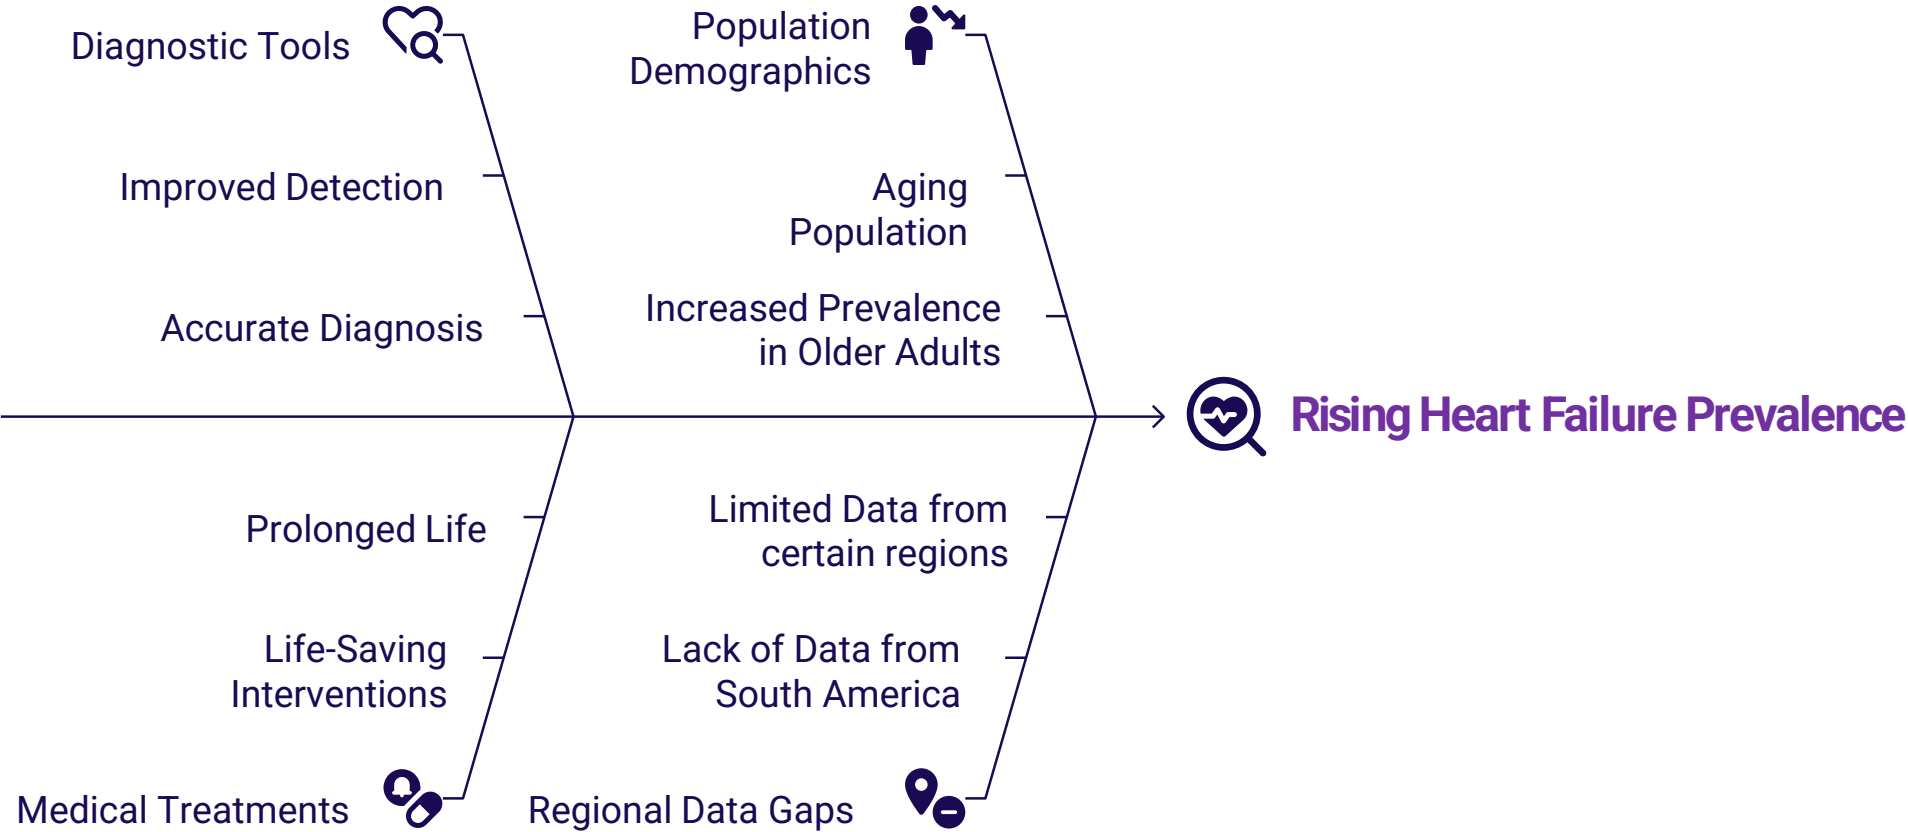 Diagnostic Tools
Improved Detection
Accurate Diagnosis
Population
Demographics
Aging
Population
Increased Prevalence
in Older Adults
Rising Heart Failure Prevalence
Prolonged Life
Life-Saving
Interventions
Medical Treatments
Limited Data from
certain regions
Lack of Data from
South America
Regional Data Gaps